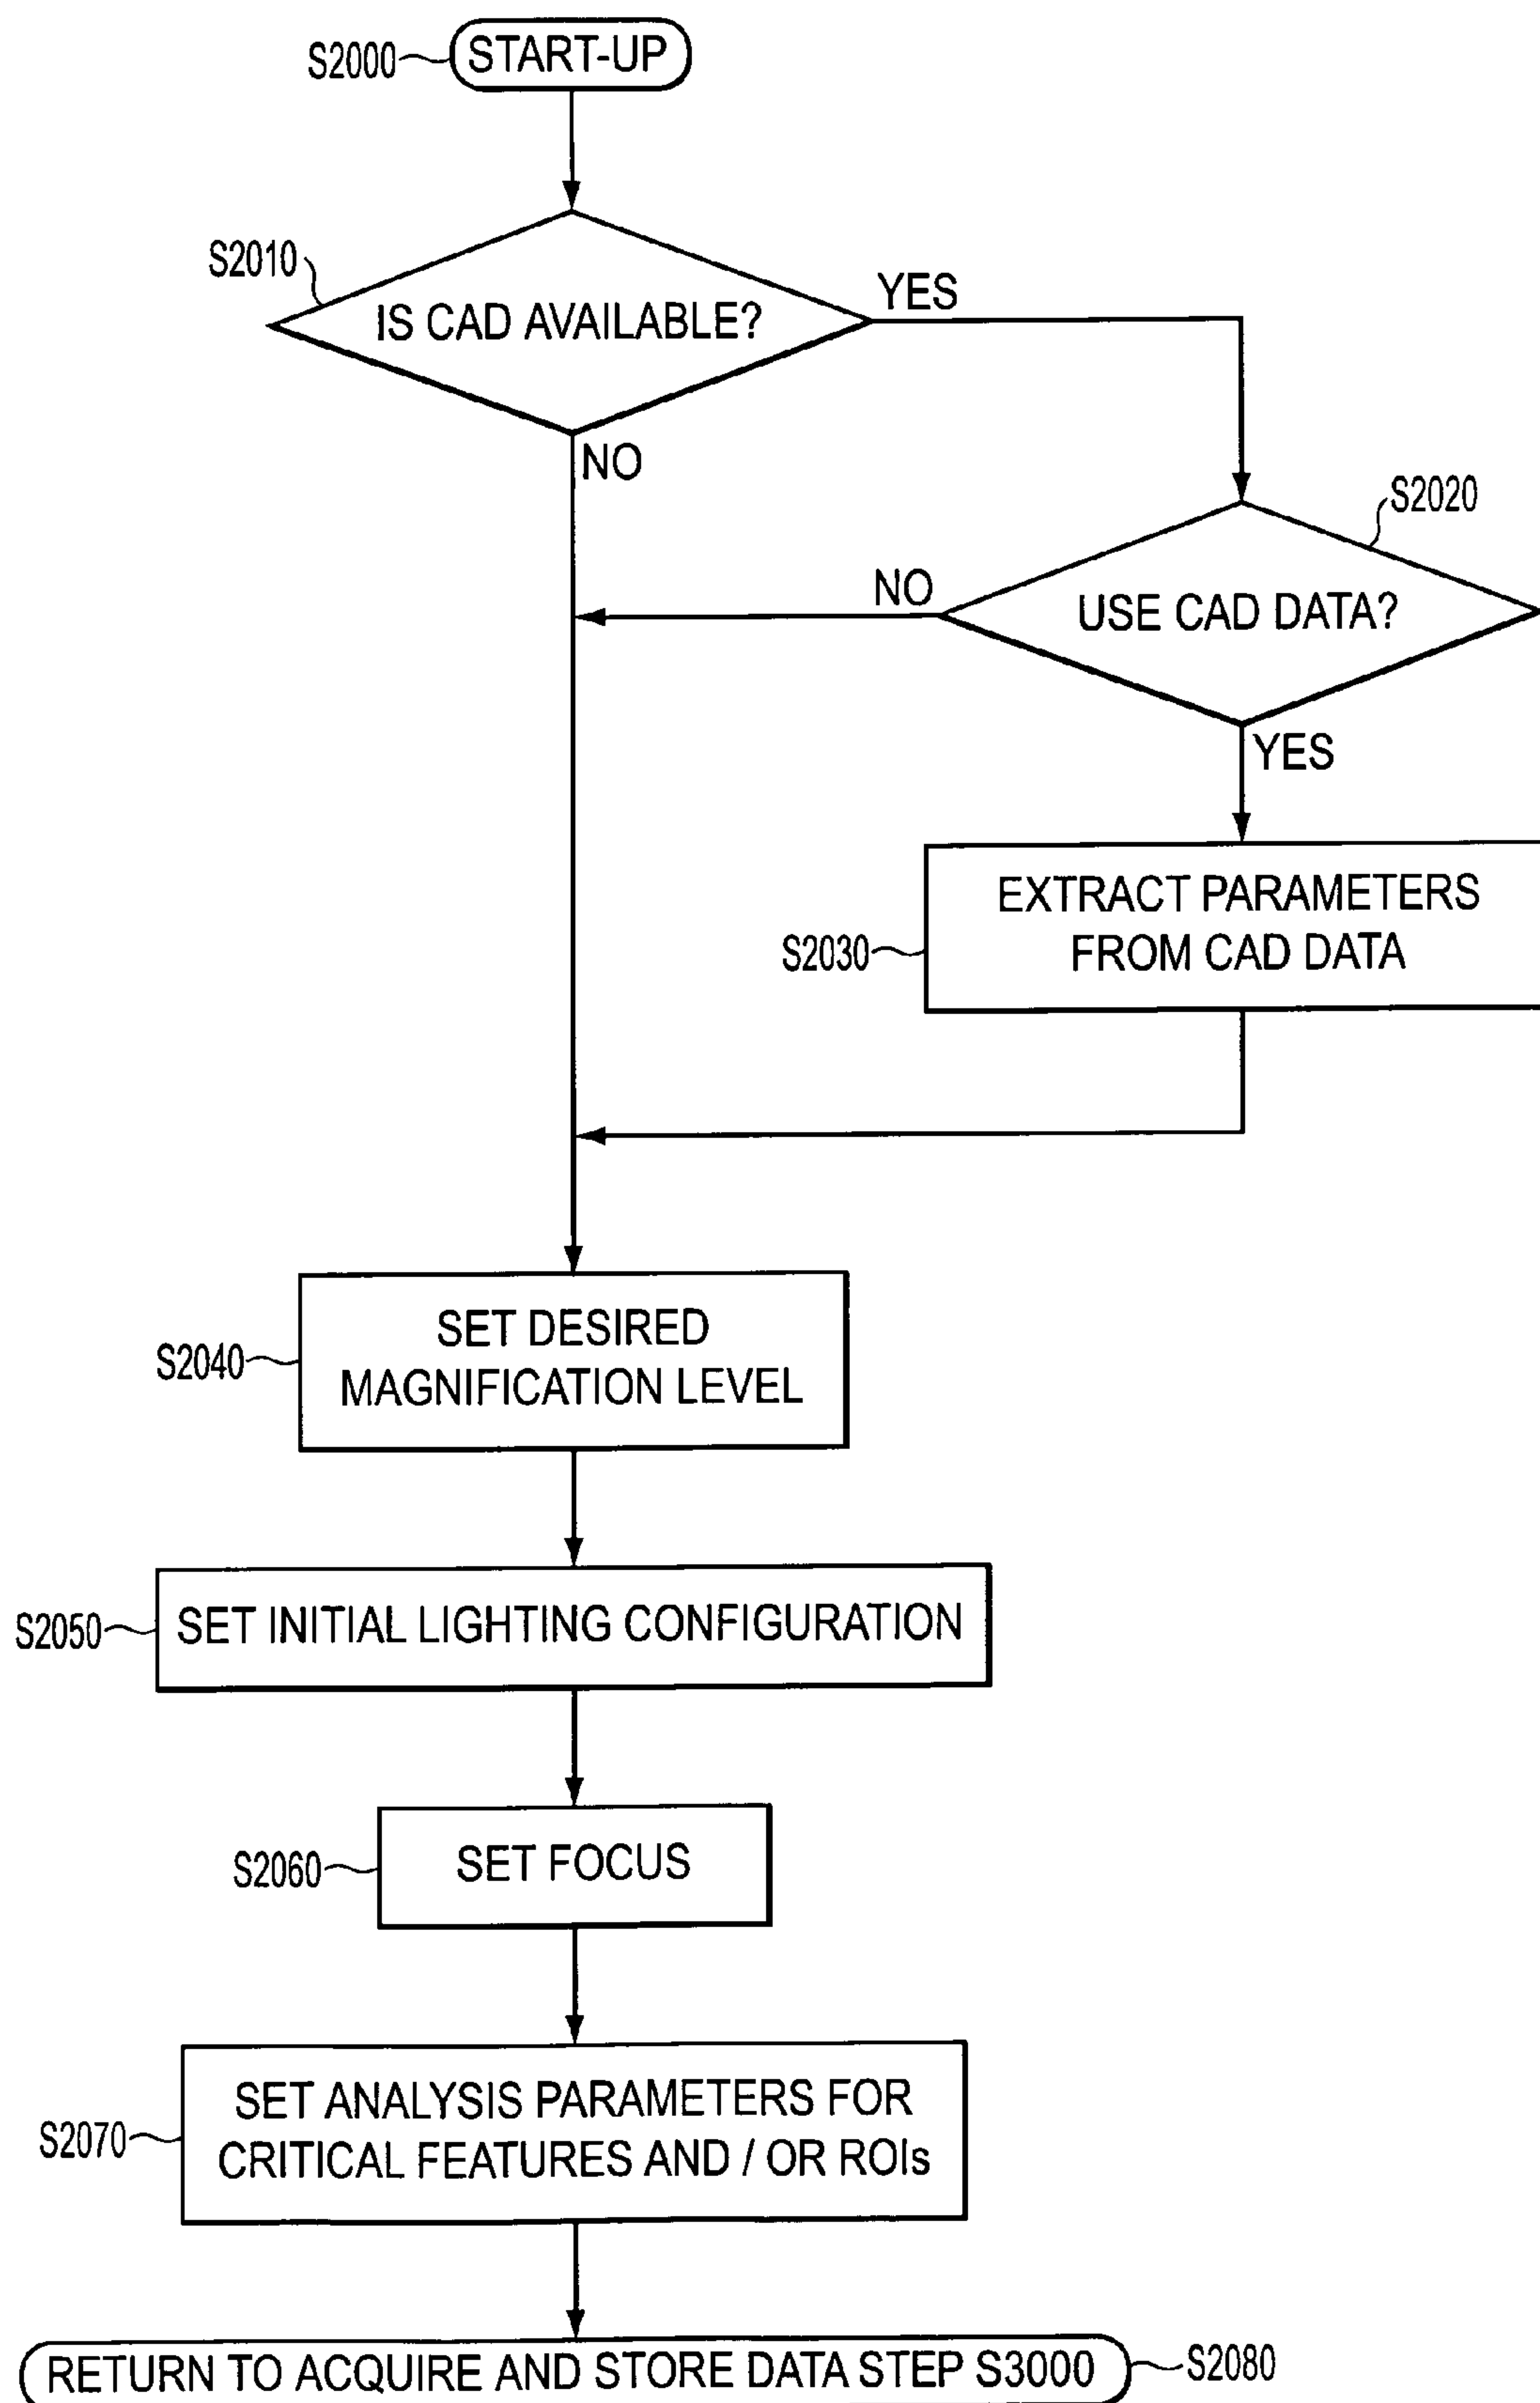 S2000
START-UP
S2010
IS CAD AVAILABLE?
YES
NO
S2020
USE CAD DATA?
NO
YES
S2030
EXTRACT PARAMETERS
FROM CAD DATA
S2040
SET DESIRED
MAGNIFICATION LEVEL
S2050
SET INITIAL LIGHTING CONFIGURATION
S2060
SET FOCUS
S2070
SET ANALYSIS PARAMETERS FOR
CRITICAL FEATURES AND / OR ROIs
RETURN TO ACQUIRE AND STORE DATA STEP S3000
S2080